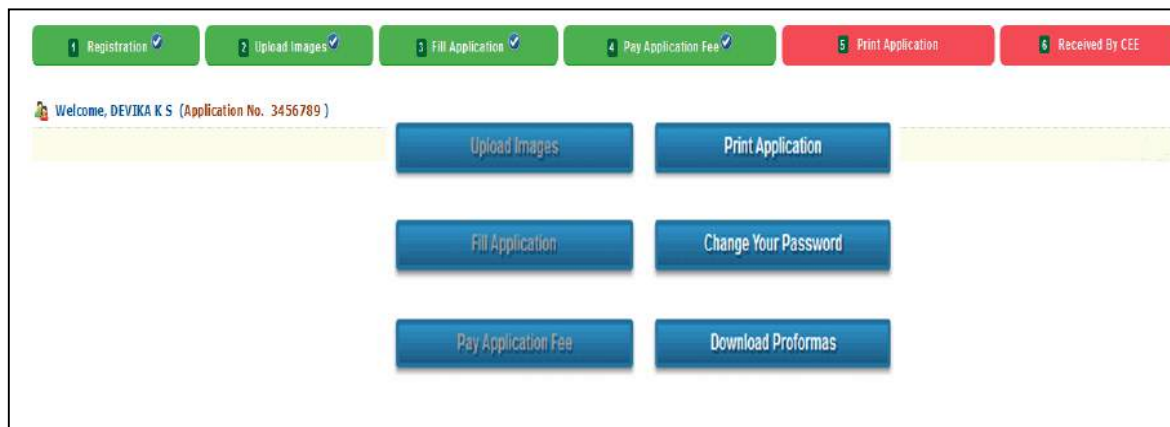 1 Registration 2 Upload Images 3 Fill Application 4 Pay Application Fee 5 Print Application 6 Received By CEE
Welcome, DEVIKA K S (Application No. 3456789 )
Upload Images Print Application
Fill Application Change Your Password
Pay Application Fee Download Proformas